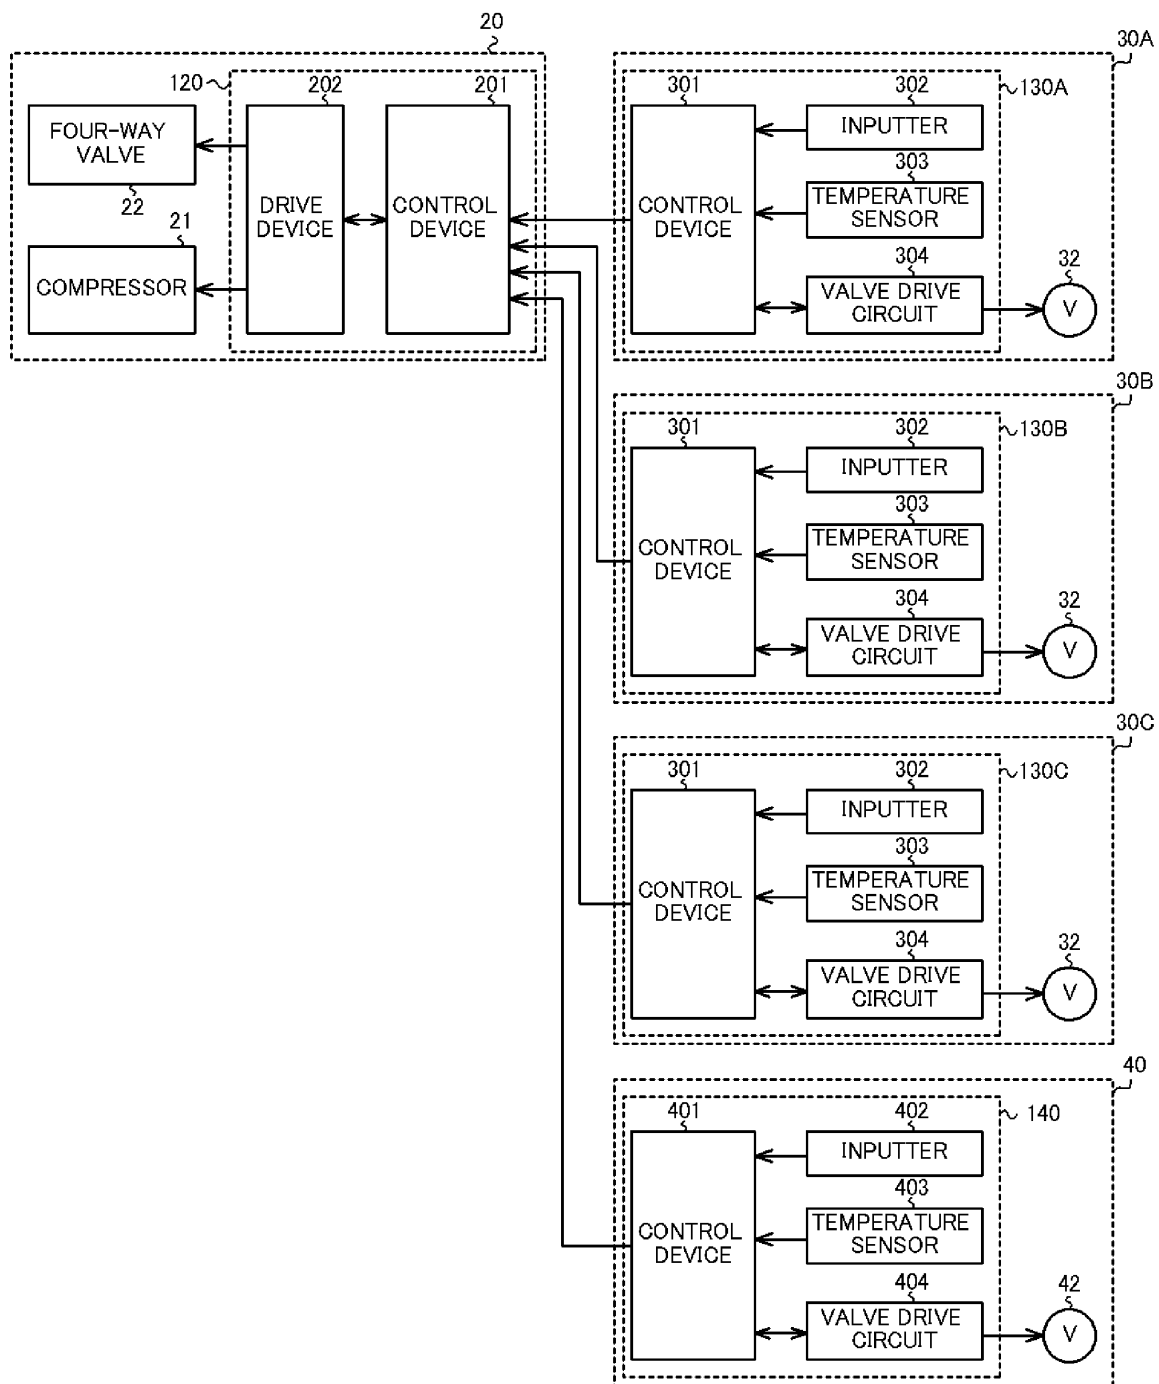 20
120
202
201
FOUR-WAY
VALVE
22
21
COMPRESSOR
DRIVE
DEVICE
CONTROL
DEVICE
30A
130A
301
302
INPUTTER
303
CONTROL
DEVICE
TEMPERATURE
SENSOR
304
VALVE DRIVE
CIRCUIT
32
V
30B
130B
301
302
INPUTTER
303
CONTROL
DEVICE
TEMPERATURE
SENSOR
304
VALVE DRIVE
CIRCUIT
32
V
30C
130C
301
302
INPUTTER
303
CONTROL
DEVICE
TEMPERATURE
SENSOR
304
VALVE DRIVE
CIRCUIT
32
V
40
140
401
402
INPUTTER
403
CONTROL
DEVICE
TEMPERATURE
SENSOR
404
VALVE DRIVE
CIRCUIT
42
V